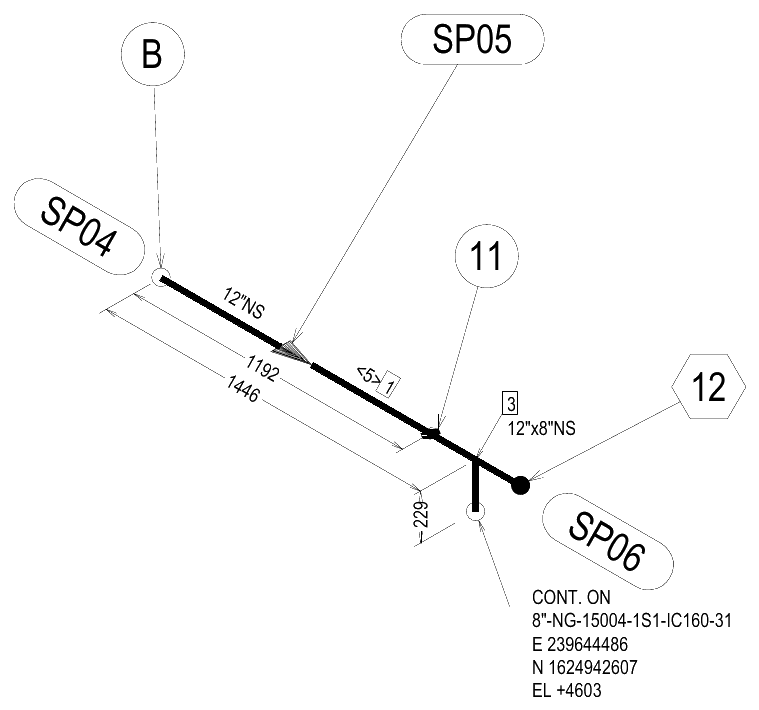 B
SP05
SP04
11
12"NS
1192
1446
<5>
1
12
3
12"x8"NS
229
SP06
CONT. ON
8"-NG-15004-1S1-IC160-31
E 239644486
N 1624942607
EL +4603